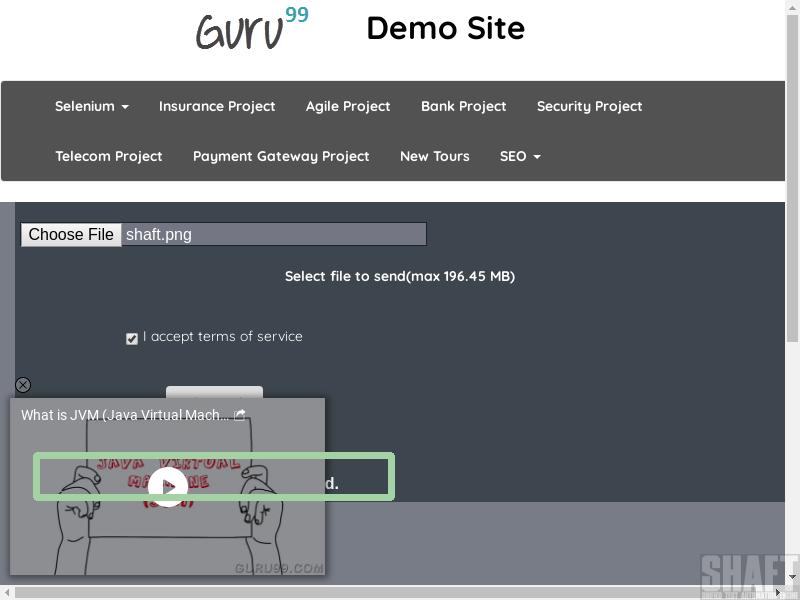 Guru99
Demo Site
Selenium
Insurance Project
Agile Project
Bank Project
Security Project
Telecom Project
Payment Gateway Project
New Tours
SEO
Choose File shaft.png
Select file to send(max 196.45 MB)
I accept terms of service
What is JVM (Java Virtual Mach...
JAVA VIRTUAL
MACHINE
d.
GURU99.COM
SHAFT